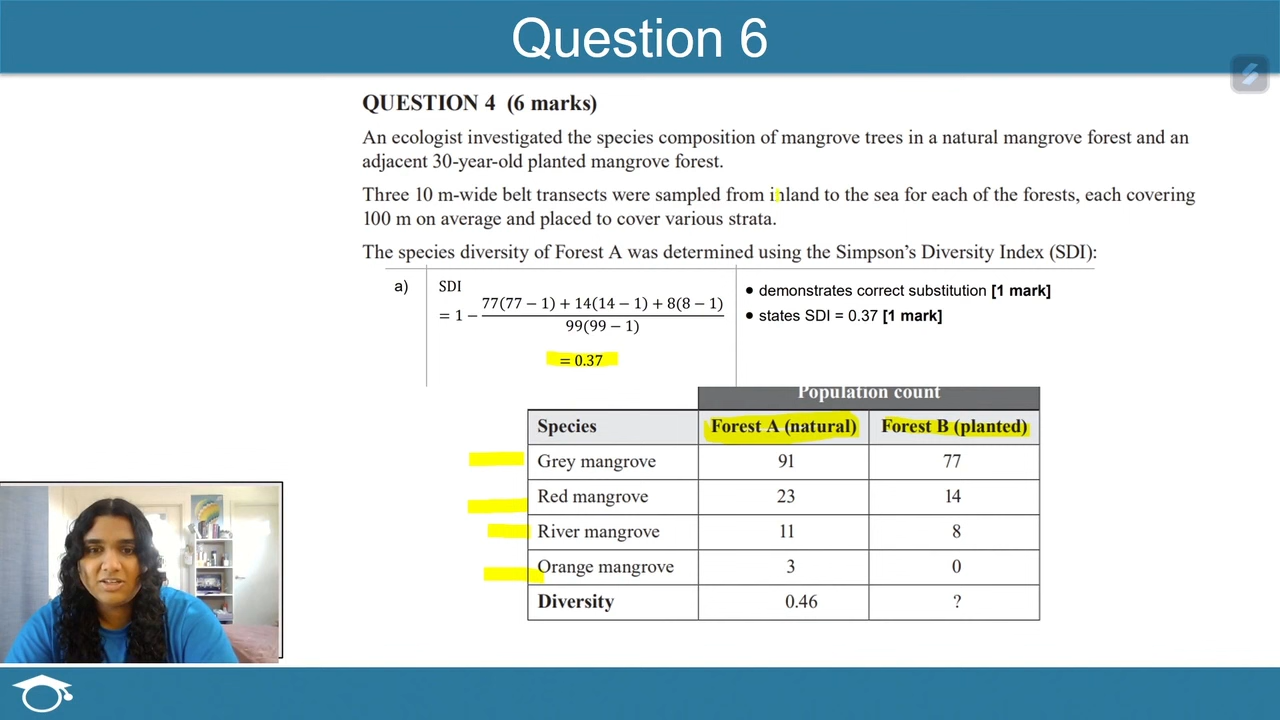 Question 6
QUESTION 4 (6 marks)
An ecologist investigated the species composition of mangrove trees in a natural mangrove forest and an
adjacent 30-year-old planted mangrove forest.
Three 10 m-wide belt transects were sampled from inland to the sea for each of the forests, each covering
100 m on average and placed to cover various strata.
The species diversity of Forest A was determined using the Simpson's Diversity Index (SDI):
a) SDI
= 1 − 77(77 − 1) + 14(14 − 1) + 8(8 − 1)
99(99 − 1)
= 0.37
• demonstrates correct substitution [1 mark]
• states SDI = 0.37 [1 mark]
Population count
Species Forest A (natural) Forest B (planted)
Grey mangrove 91 77
Red mangrove 23 14
River mangrove 11 8
Orange mangrove 3 0
Diversity 0.46 ?